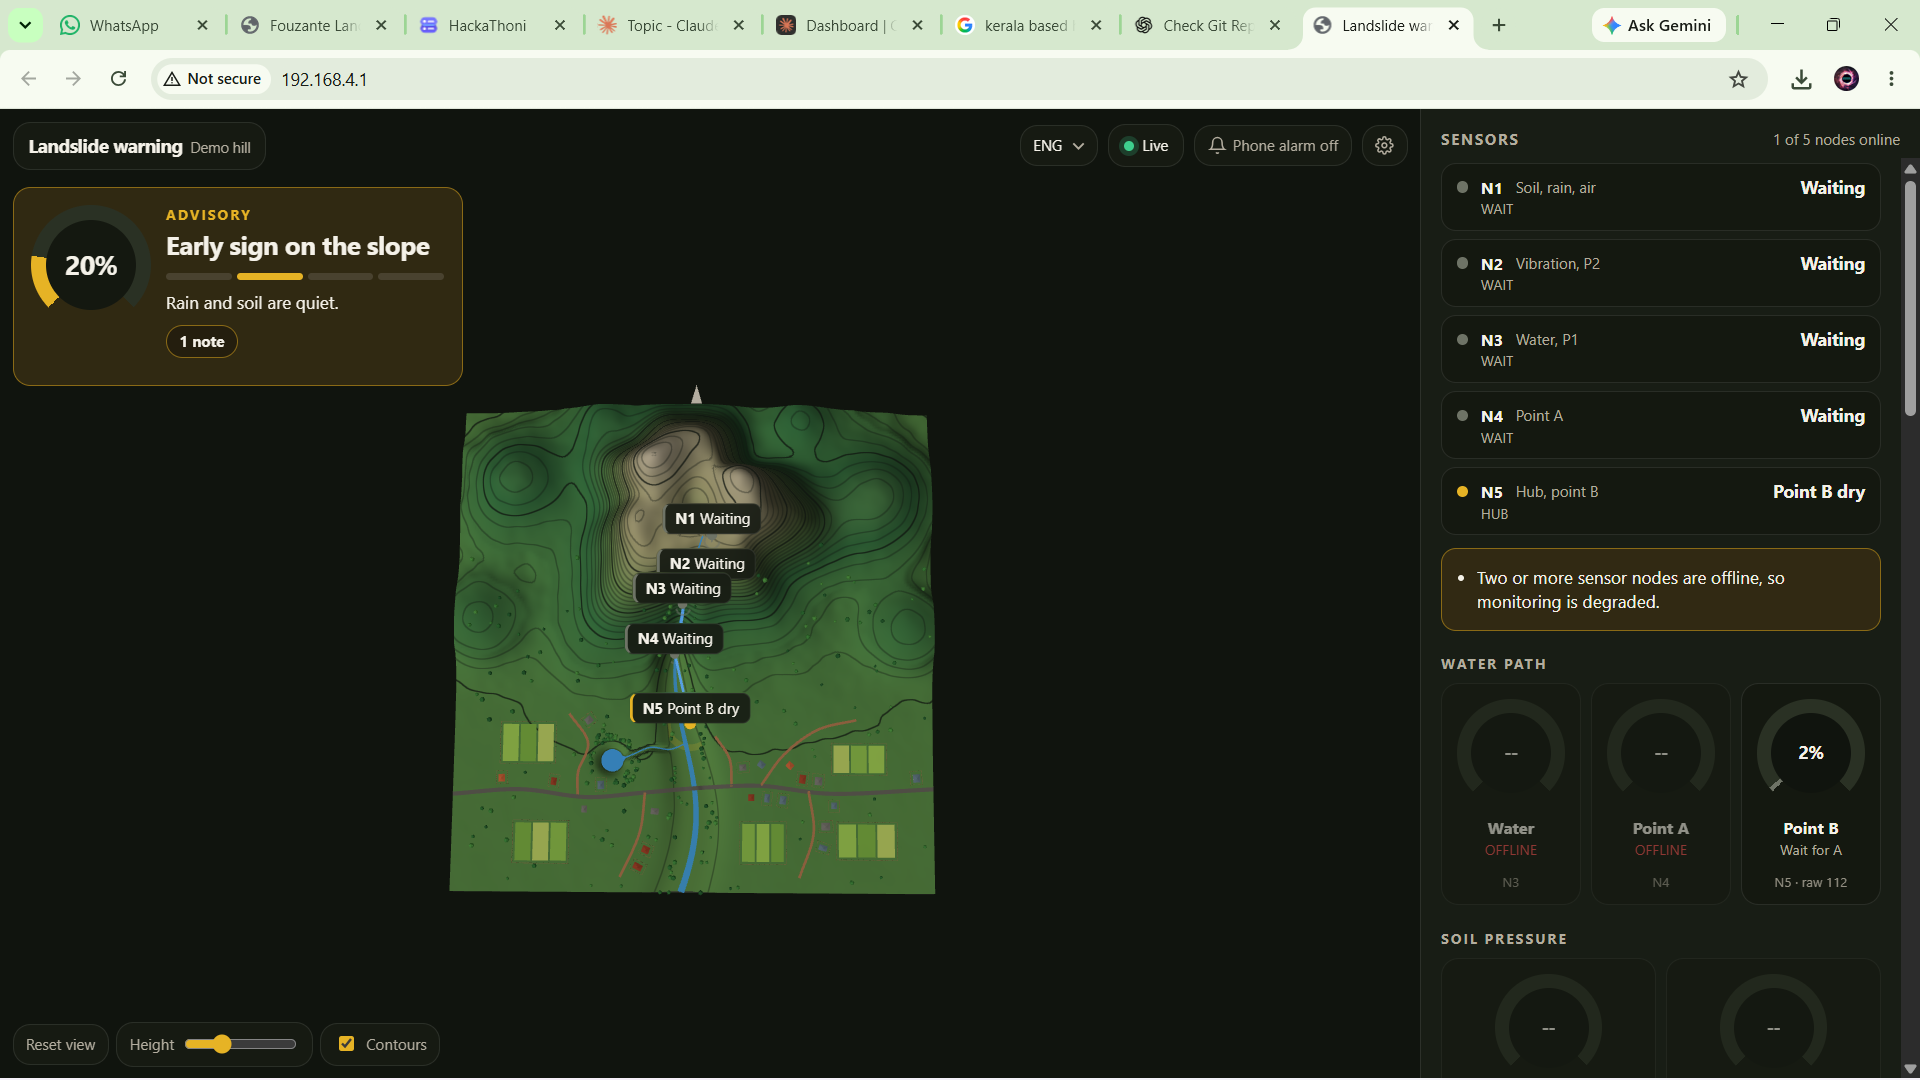 WhatsApp
Fouzante Lan
HackaThoni
Topic - Claud
Dashboard | C
kerala based
Check Git Rep
Landslide war
Ask Gemini
Not secure
192.168.4.1
Landslide warning Demo hill
ENG
Live
Phone alarm off
ADVISORY
20%
Early sign on the slope
Rain and soil are quiet.
1 note
N1 Waiting
N2 Waiting
N3 Waiting
N4 Waiting
N5 Point B dry
Reset view
Height
Contours
SENSORS
1 of 5 nodes online
N1 Soil, rain, air Waiting
WAIT
N2 Vibration, P2 Waiting
WAIT
N3 Water, P1 Waiting
WAIT
N4 Point A Waiting
WAIT
N5 Hub, point B Point B dry
HUB
• Two or more sensor nodes are offline, so
monitoring is degraded.
WATER PATH
--
Water
OFFLINE
N3
--
Point A
OFFLINE
N4
2%
Point B
Wait for A
N5 · raw 112
SOIL PRESSURE
--
--